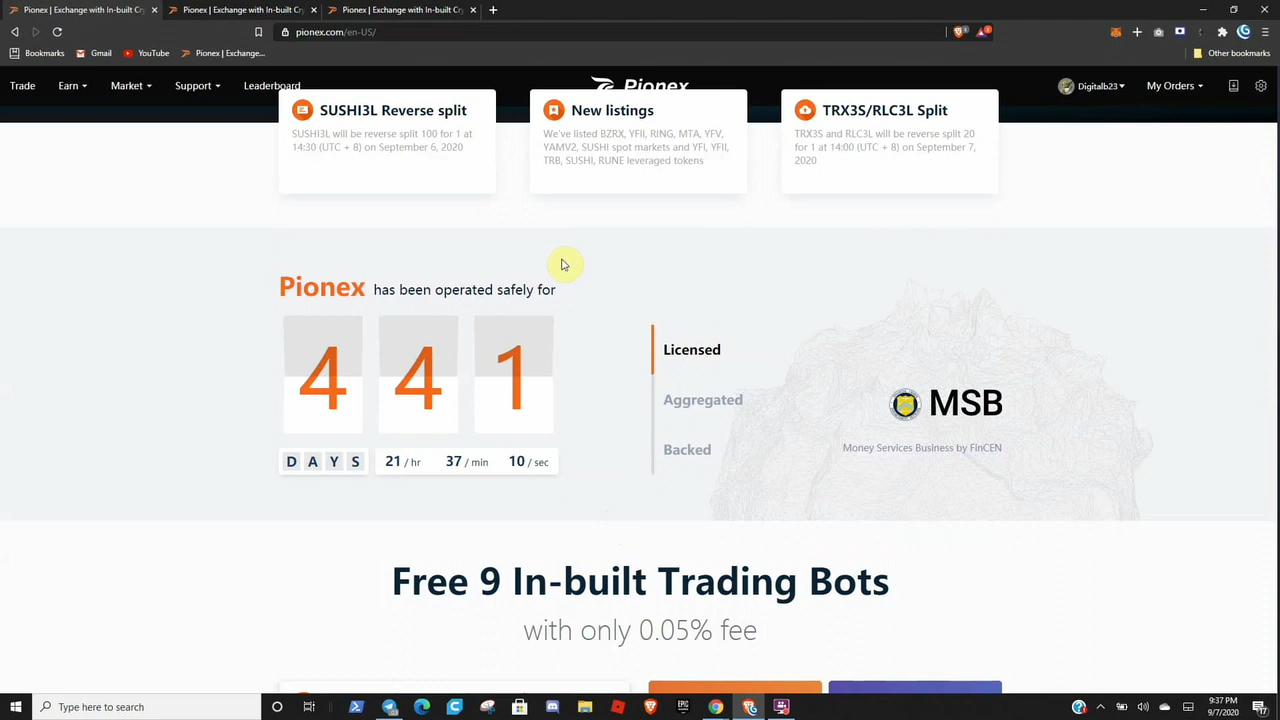 Pionex | Exchange with In-built Cry
Pionex | Exchange with In-built Cry
Pionex | Exchange with In-built Cry
pionex.com/en-US/
Bookmarks
Gmail
YouTube
Pionex | Exchange...
Other bookmarks
Trade
Earn
Market
Support
Leaderboard
Pionex
Digitalb23
My Orders
SUSHI3L Reverse split
SUSHI3L will be reverse split 100 for 1 at
14:30 (UTC + 8) on September 6, 2020
New listings
We've listed BZRX, YFII, RING, MTA, YFV,
YAMV2, SUSHI spot markets and YFI, YFII,
TRB, SUSHI, RUNE leveraged tokens
TRX3S/RLC3L Split
TRX3S and RLC3L will be reverse split 20
for 1 at 14:00 (UTC + 8) on September 7,
2020
Pionex has been operated safely for
4 4 1
DAYS
21 / hr 37 / min 10 / sec
Licensed
Aggregated
Backed
MSB
Money Services Business by FinCEN
Free 9 In-built Trading Bots
with only 0.05% fee
Type here to search
EPIC
9:37 PM
9/7/2020
17